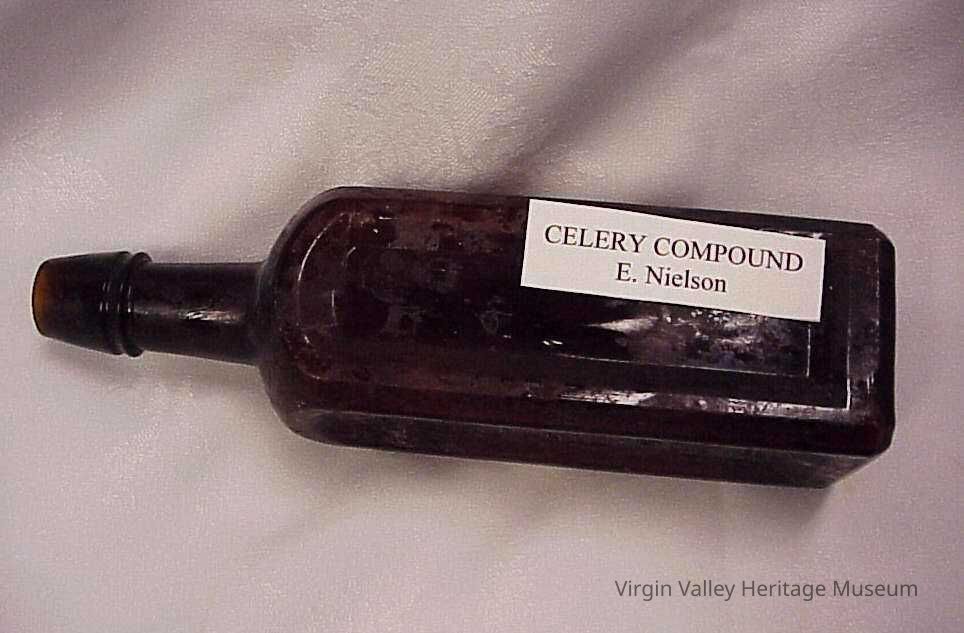 CELERY COMPOUND
E. Nielson
Virgin Valley Heritage Museum